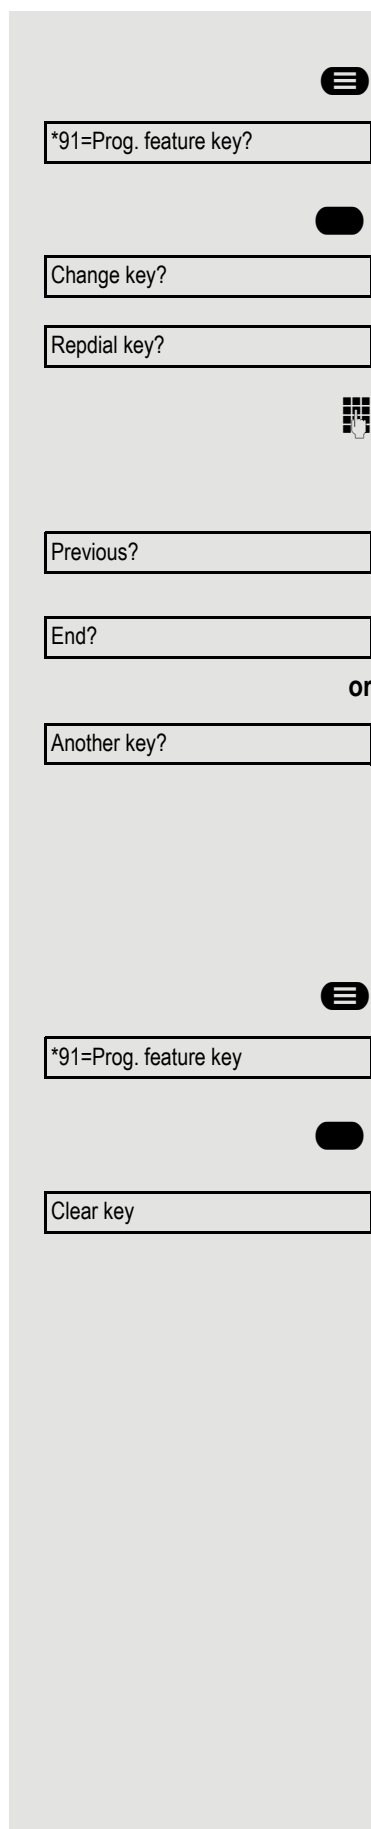 *91=Prog. feature key?
Change key?
Repdial key?
Previous?
End?
or
Another key?
*91=Prog. feature key
Clear key